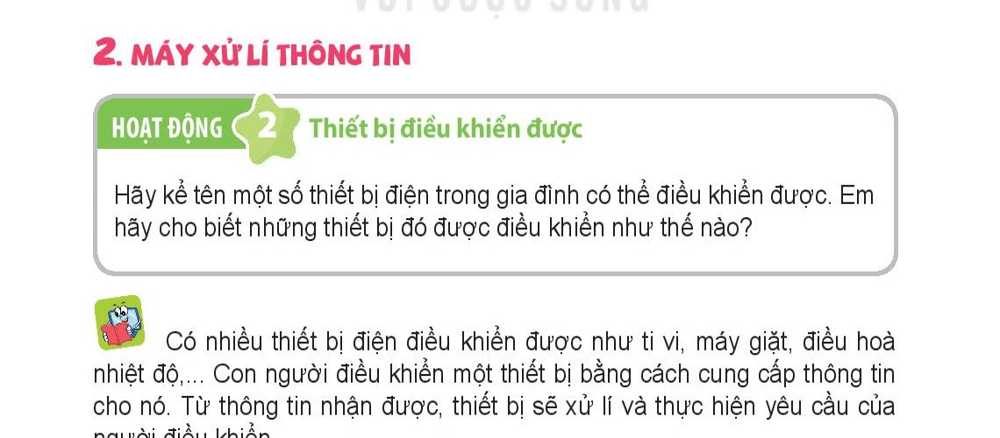 2. MÁY XỬ LÍ THÔNG TIN
HOẠT ĐỘNG 2 Thiết bị điều khiển được
Hãy kể tên một số thiết bị điện trong gia đình có thể điều khiển được. Em
hãy cho biết những thiết bị đó được điều khiển như thế nào?
Có nhiều thiết bị điện điều khiển được như ti vi, máy giặt, điều hoà
nhiệt độ,... Con người điều khiển một thiết bị bằng cách cung cấp thông tin
cho nó. Từ thông tin nhận được, thiết bị sẽ xử lí và thực hiện yêu cầu của
người điều khiển